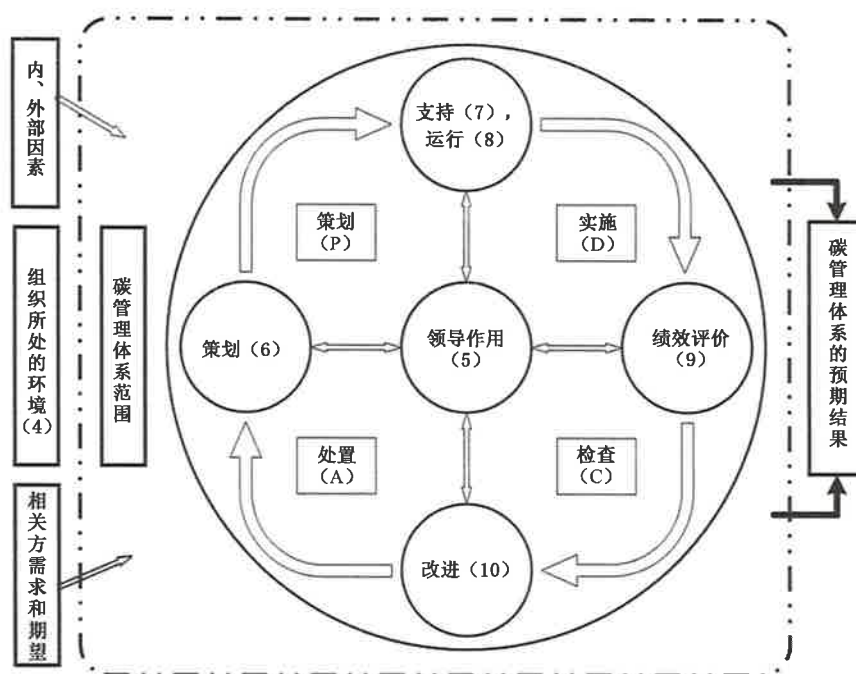 内、外部因素
组织所处的环境(4)
相关方需求和期望
碳管理体系范围
支持(7),
运行(8)
策划
(P)
实施
(D)
策划(6)
领导作用
(5)
绩效评价
(9)
处置
(A)
检查
(C)
改进(10)
碳管理体系的预期结果